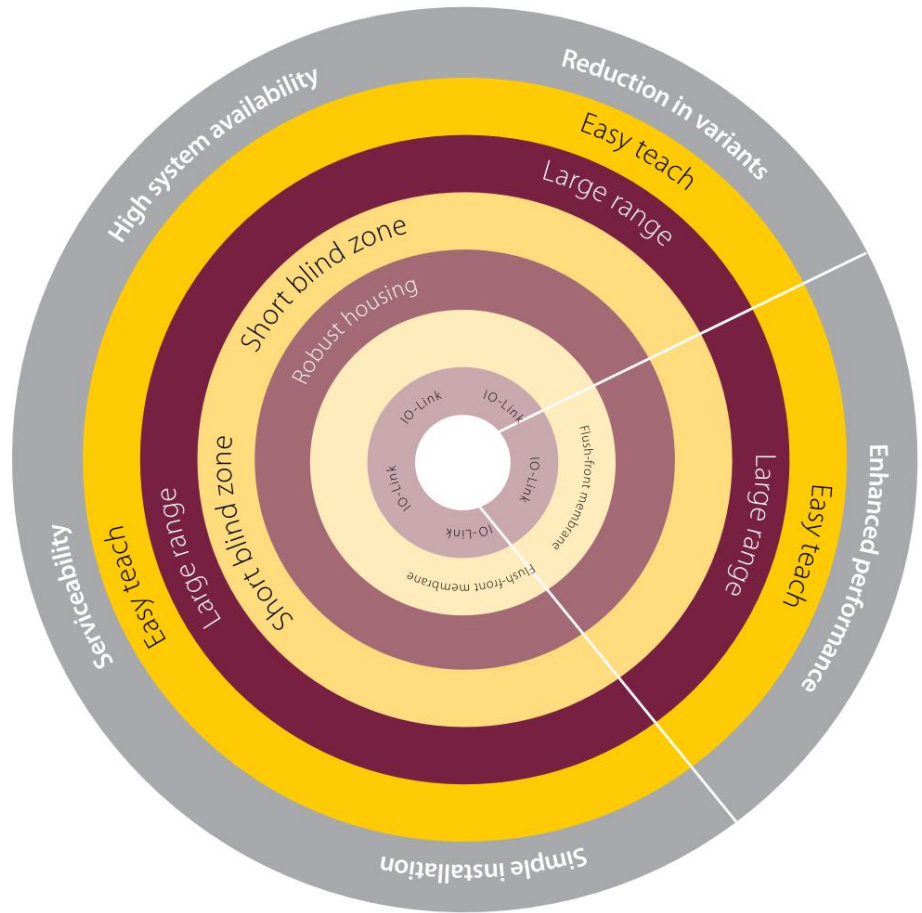 High system availability
Reduction in variants
Enhanced performance
Simple installation
Serviceability
Easy teach
Easy teach
Easy teach
Large range
Large range
Large range
Short blind zone
Short blind zone
Robust housing
Flush-front membrane
Flush-front membrane
IO-Link
IO-Link
IO-Link
IO-Link
IO-Link